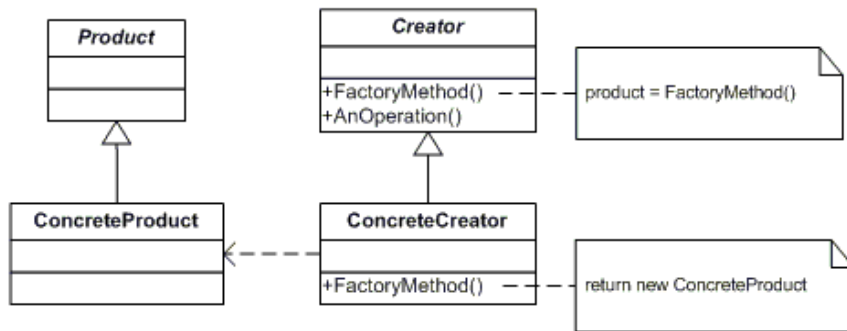 Product
Creator
+FactoryMethod()
+AnOperation()
product = FactoryMethod()
ConcreteProduct
ConcreteCreator
+FactoryMethod()
return new ConcreteProduct